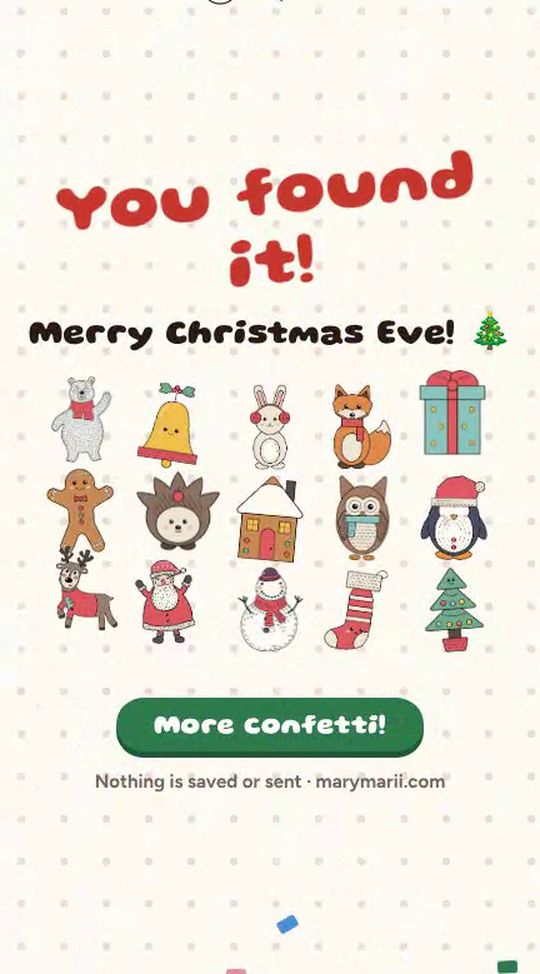 You found
it!
Merry Christmas Eve! 🎄
More confetti!
Nothing is saved or sent · marymarii.com